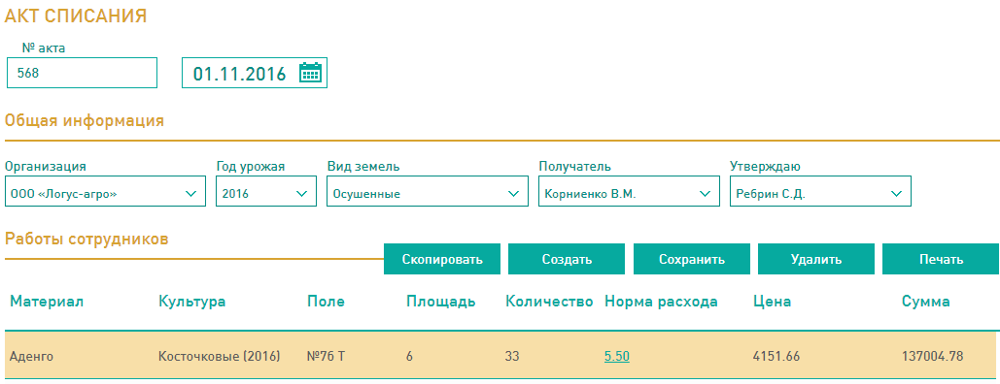 АКТ СПИСАНИЯ
№ акта
568 01.11.2016
Общая информация
Организация Год урожая Вид земель Получатель Утверждаю
ООО «Логус-агро» 2016 Осушенные Корниенко В.М. Ребрин С.Д.
Работы сотрудников
Скопировать Создать Сохранить Удалить Печать
Материал Культура Поле Площадь Количество Норма расхода Цена Сумма
Аденго Косточковые (2016) №7б Т 6 33 5.50 4151.66 137004.78